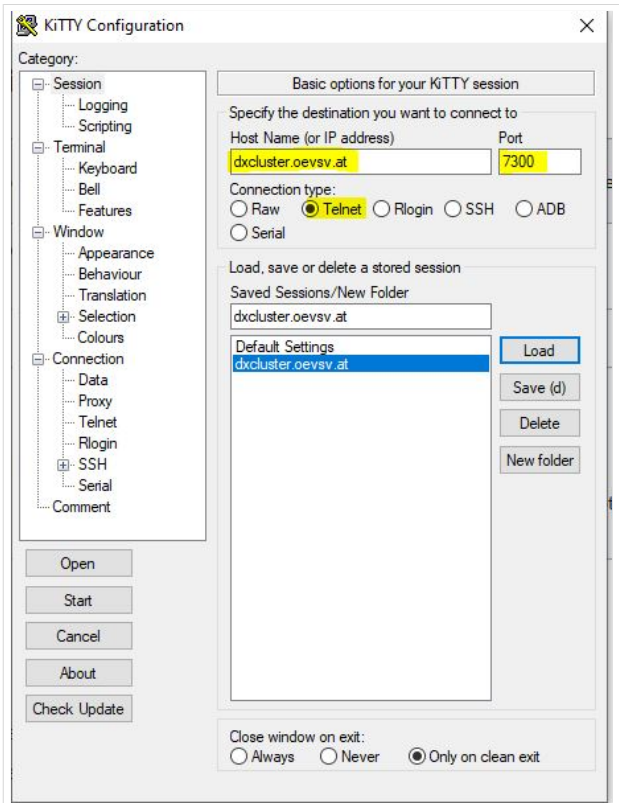 KiTTY Configuration
Category:
Session
Logging
Scripting
Terminal
Keyboard
Bell
Features
Window
Appearance
Behaviour
Translation
Selection
Colours
Connection
Data
Proxy
Telnet
Rlogin
SSH
Serial
Comment
Open
Start
Cancel
About
Check Update
Basic options for your KiTTY session
Specify the destination you want to connect to
Host Name (or IP address) Port
dxcluster.oevsv.at 7300
Connection type:
Raw Telnet Rlogin SSH ADB
Serial
Load, save or delete a stored session
Saved Sessions/New Folder
dxcluster.oevsv.at
Default Settings
dxcluster.oevsv.at
Load
Save (d)
Delete
New folder
Close window on exit:
Always Never Only on clean exit